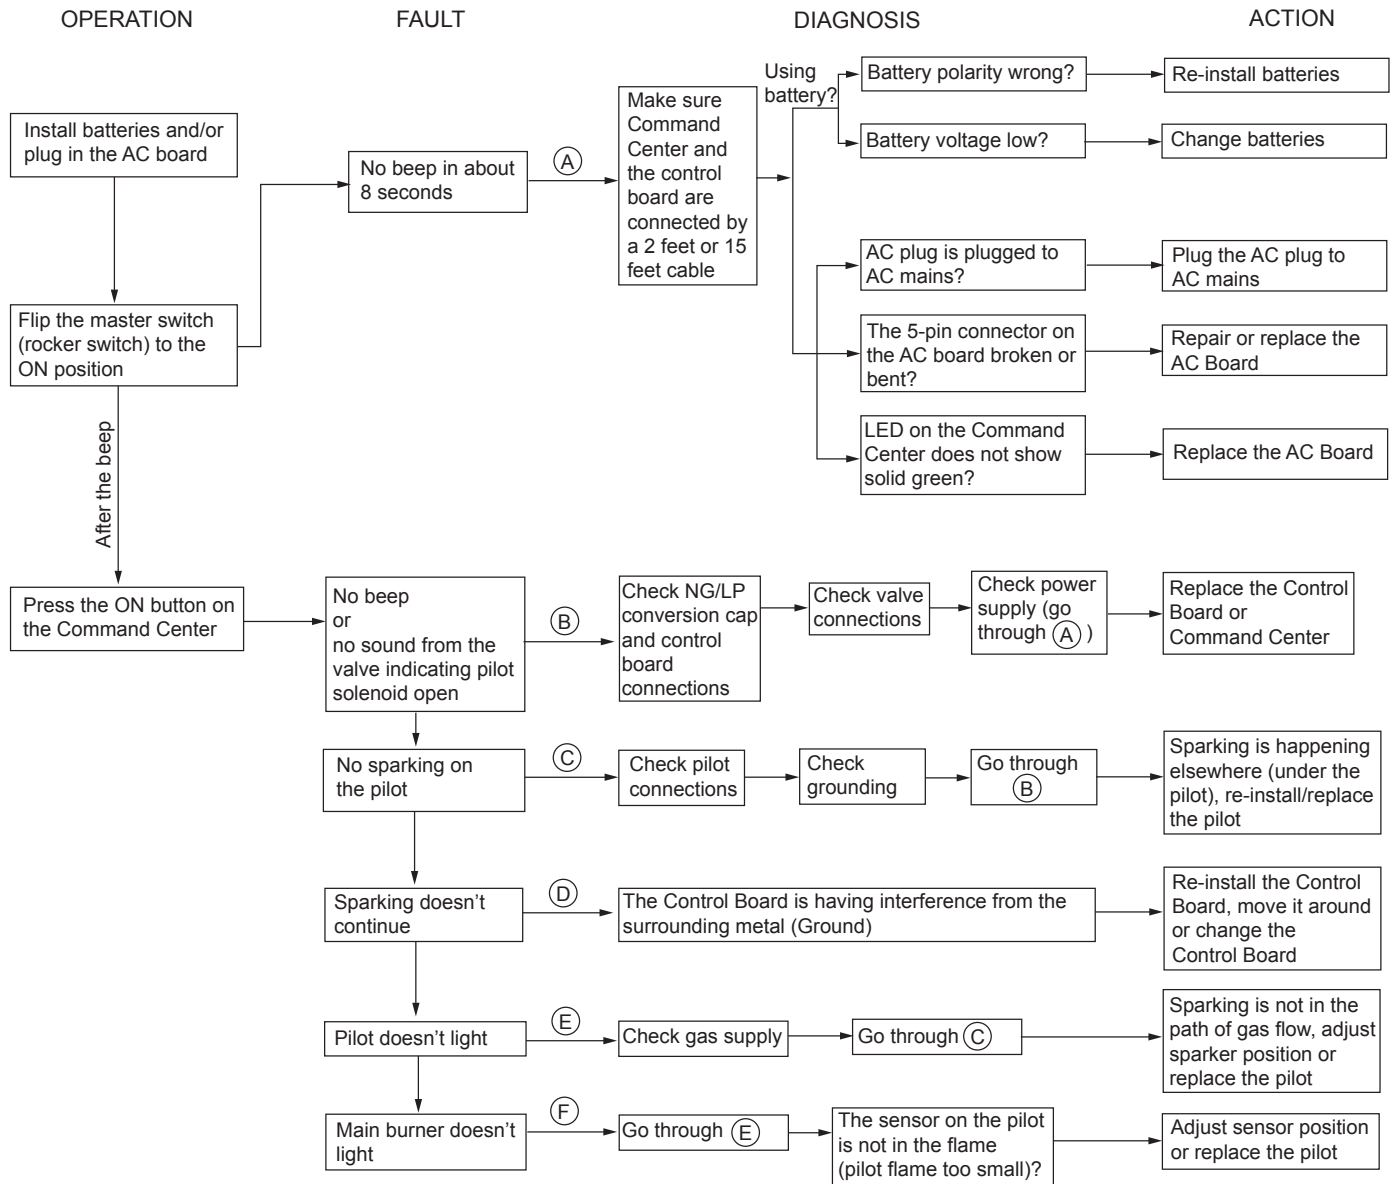 OPERATION
FAULT
DIAGNOSIS
ACTION
Install batteries and/or
plug in the AC board
Flip the master switch
(rocker switch) to the
ON position
After the beep
Press the ON button on
the Command Center
No beep in about
8 seconds
A
Make sure
Command
Center and
the control
board are
connected by
a 2 feet or 15
feet cable
Using
battery?
Battery polarity wrong?
Re-install batteries
Battery voltage low?
Change batteries
AC plug is plugged to
AC mains?
Plug the AC plug to
AC mains
The 5-pin connector on
the AC board broken or
bent?
Repair or replace the
AC Board
LED on the Command
Center does not show
solid green?
Replace the AC Board
No beep
or
no sound from the
valve indicating pilot
solenoid open
B
Check NG/LP
conversion cap
and control
board
connections
Check valve
connections
Check power
supply (go
through A )
Replace the Control
Board or
Command Center
No sparking on
the pilot
C
Check pilot
connections
Check
grounding
Go through
B
Sparking is happening
elsewhere (under the
pilot), re-install/replace
the pilot
Sparking doesn't
continue
D
The Control Board is having interference from the
surrounding metal (Ground)
Re-install the Control
Board, move it around
or change the
Control Board
Pilot doesn't light
E
Check gas supply
Go through C
Sparking is not in the
path of gas flow, adjust
sparker position or
replace the pilot
Main burner doesn't
light
F
Go through E
The sensor on the pilot
is not in the flame
(pilot flame too small)?
Adjust sensor position
or replace the pilot